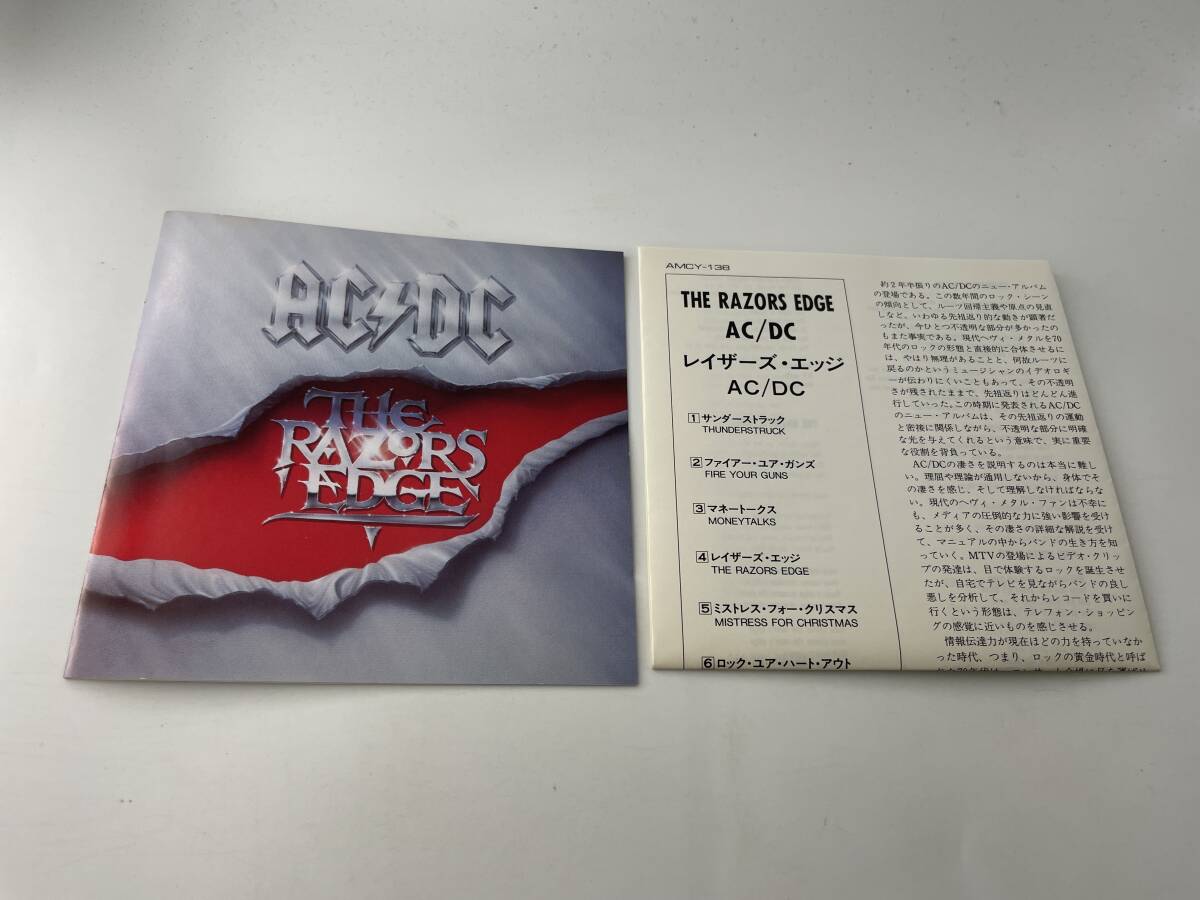 AC/DC
THE
RAZORS
EDGE
AMCY-138
THE RAZORS EDGE
AC/DC
レイザーズ・エッジ
AC/DC
1 サンダーストラック
THUNDERSTRUCK
2 ファイアー・ユア・ガンズ
FIRE YOUR GUNS
3 マネートークス
MONEYTALKS
4 レイザーズ・エッジ
THE RAZORS EDGE
5 ミストレス・フォー・クリスマス
MISTRESS FOR CHRISTMAS
6 ロック・ユア・ハート・アウト
約2年半振りのAC/DCのニュー・アルバム
の登場である。この数年間のロック・シーン
の傾向として、ルーツ回帰主義や原点の見直
しなど、いわゆる先祖返り的な動きが顕著だ
ったが、今ひとつ不透明な部分が多かったの
もまた事実である。現代ヘヴィ・メタルを70
年代のロックの形態と直接的に合体させるに
は、やはり無理があることと、何故ルーツに
戻るのかというミュージシャンのイデオロギ
ーが伝わりにくいこともあって、その不透明
さが残されたままで、先祖返りはどんどん進
行していった。この時期に発表されるAC/DC
のニュー・アルバムは、その先祖返りの運動
と密接に関係しながら、不透明な部分に明確
な光を与えてくれるという意味で、実に重要
な役割を背負っている。
AC/DCの凄さを説明するのは本当に難し
い。理屈や理論が通用しないから、身体でそ
の凄さを感じ、そして理解しなければならな
い。現代のヘヴィ・メタル・ファンは不幸に
も、メディアの圧倒的な力に強い影響を受け
ることが多く、その凄さの詳細な解説を受け
て、マニュアルの中からバンドの生き方を知
っていく。MTVの登場によるビデオ・クリッ
プの発達は、目で体験するロックを誕生させ
たが、自宅でテレビを見ながらバンドの良し
悪しを分析して、それからレコードを買いに
行くという形態は、テレフォン・ショッピン
グの感覚に近いものを感じさせる。
情報伝達力が現在ほどの力を持っていなか
った時代、つまり、ロックの黄金時代と呼ば